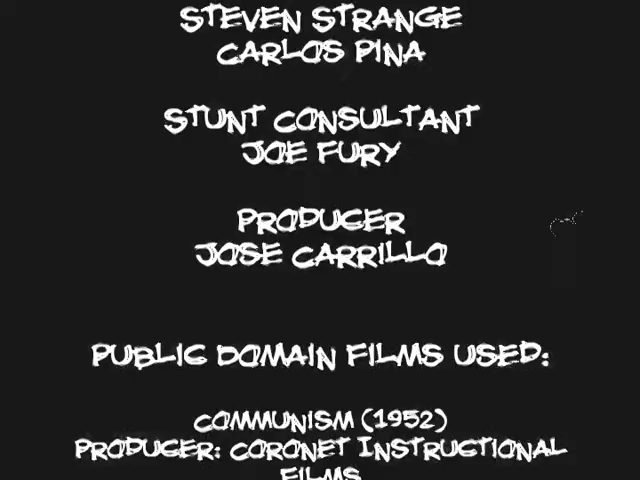 STEVEN STRANGE
CARLOS PINA
STUNT CONSULTANT
JOE FURY
PRODUCER
JOSE CARRILLO
PUBLIC DOMAIN FILMS USED:
COMMUNISM (1952)
PRODUCER: CORONET INSTRUCTIONAL
FILMS